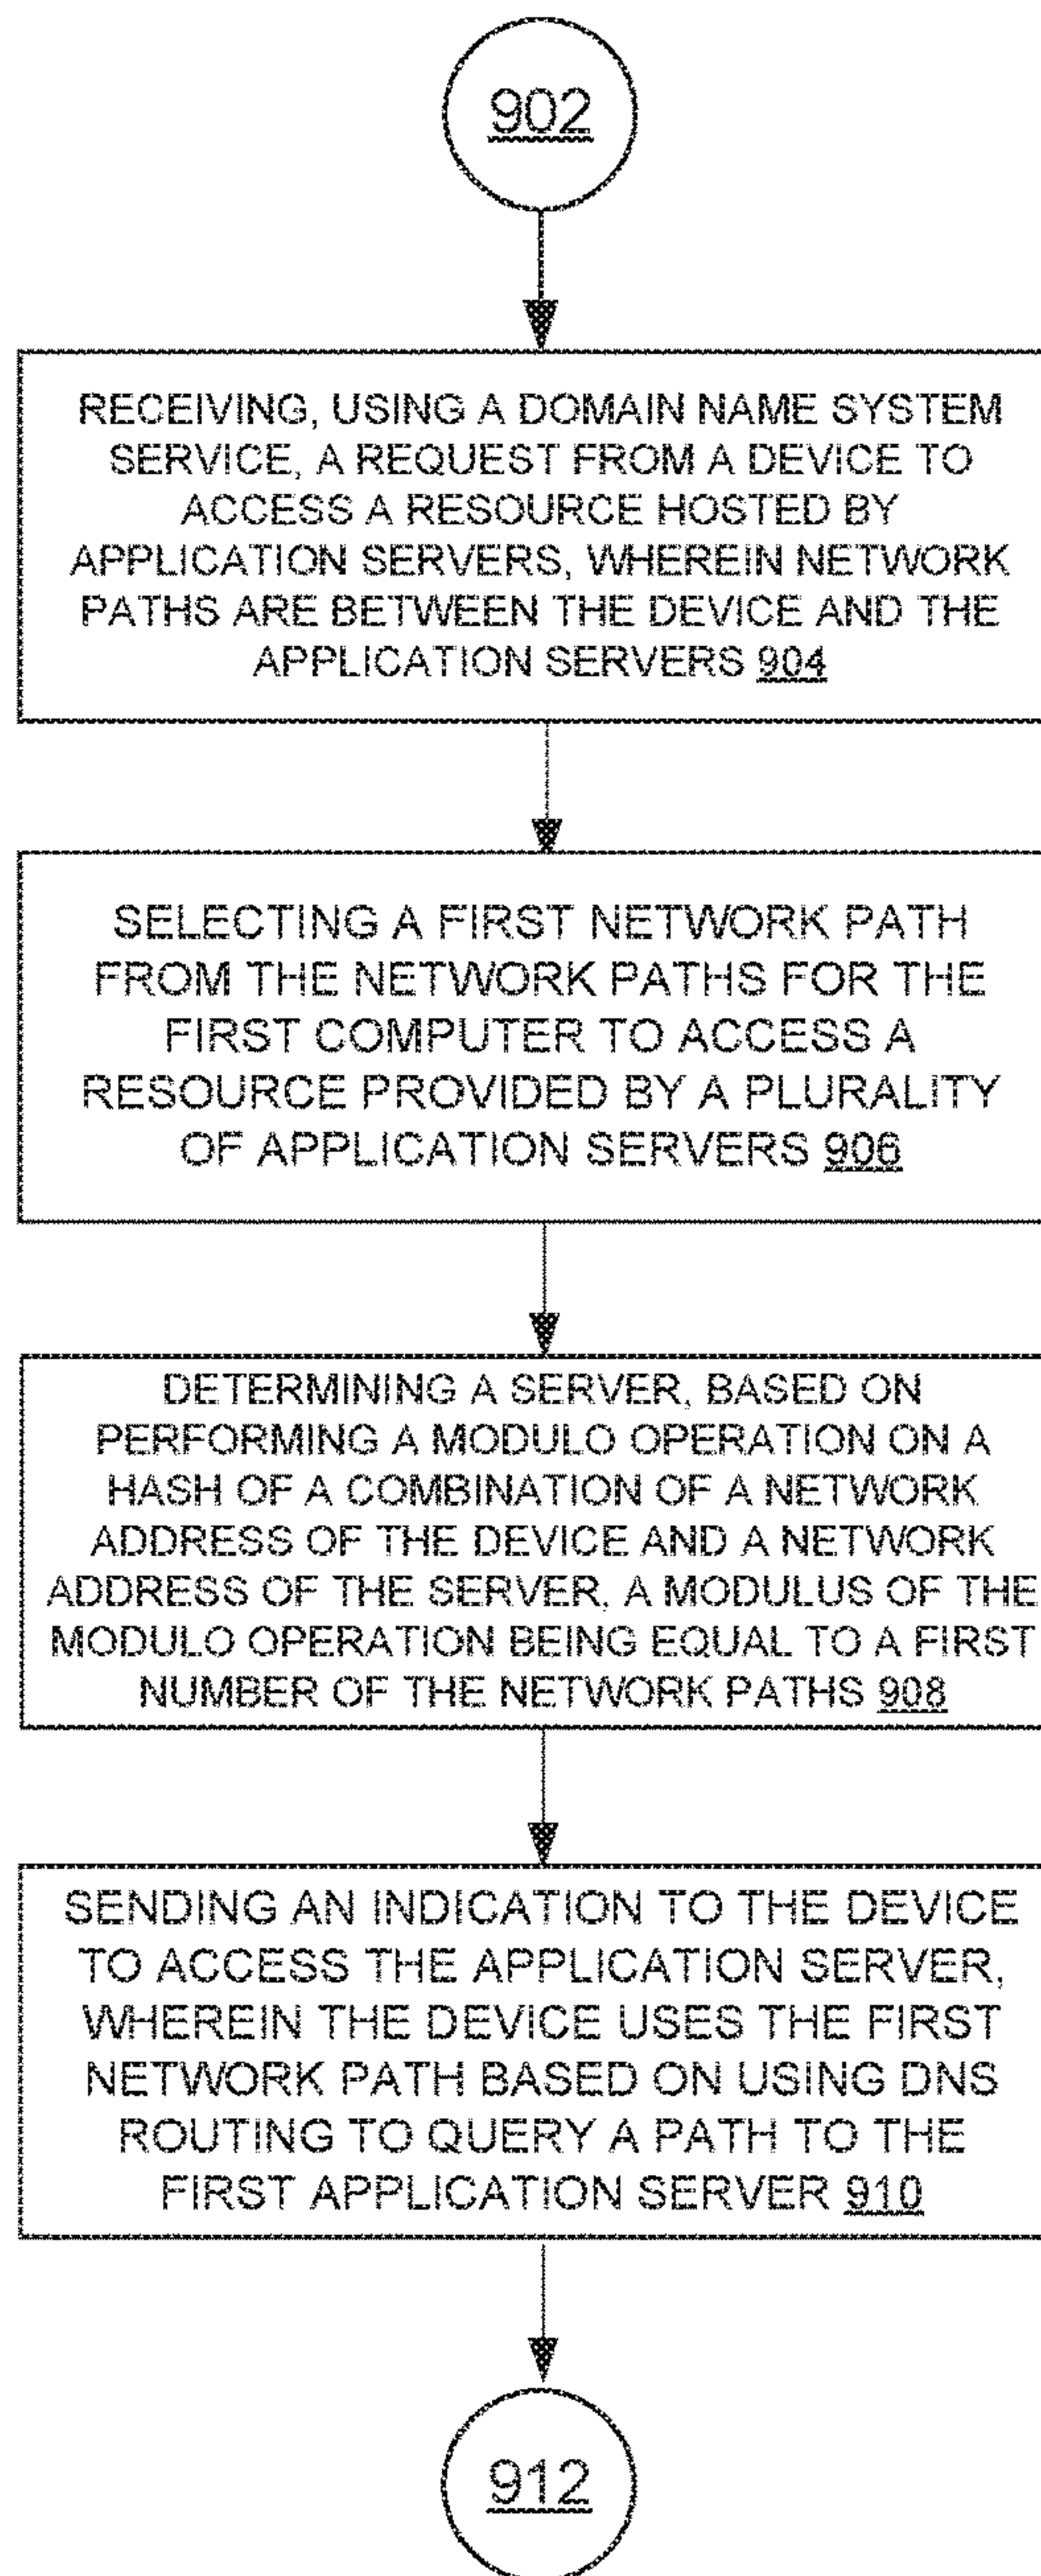 902
RECEIVING, USING A DOMAIN NAME SYSTEM
SERVICE, A REQUEST FROM A DEVICE TO
ACCESS A RESOURCE HOSTED BY
APPLICATION SERVERS, WHEREIN NETWORK
PATHS ARE BETWEEN THE DEVICE AND THE
APPLICATION SERVERS 904
SELECTING A FIRST NETWORK PATH
FROM THE NETWORK PATHS FOR THE
FIRST COMPUTER TO ACCESS A
RESOURCE PROVIDED BY A PLURALITY
OF APPLICATION SERVERS 906
DETERMINING A SERVER, BASED ON
PERFORMING A MODULO OPERATION ON A
HASH OF A COMBINATION OF A NETWORK
ADDRESS OF THE DEVICE AND A NETWORK
ADDRESS OF THE SERVER, A MODULUS OF THE
MODULO OPERATION BEING EQUAL TO A FIRST
NUMBER OF THE NETWORK PATHS 908
SENDING AN INDICATION TO THE DEVICE
TO ACCESS THE APPLICATION SERVER,
WHEREIN THE DEVICE USES THE FIRST
NETWORK PATH BASED ON USING DNS
ROUTING TO QUERY A PATH TO THE
FIRST APPLICATION SERVER 910
912